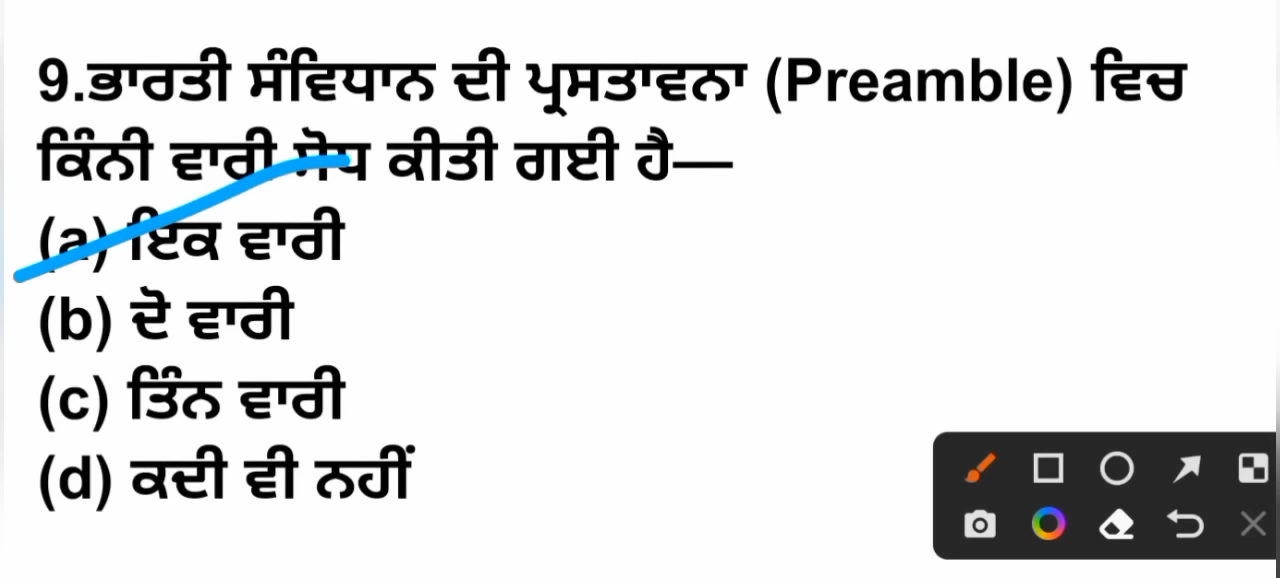 9.ਭਾਰਤੀ ਸੰਵਿਧਾਨ ਦੀ ਪ੍ਰਸਤਾਵਨਾ (Preamble) ਵਿਚ
ਕਿੰਨੀ ਵਾਰੀ ਸੋਧ ਕੀਤੀ ਗਈ ਹੈ—
(a) ਇਕ ਵਾਰੀ
(b) ਦੋ ਵਾਰੀ
(c) ਤਿੰਨ ਵਾਰੀ
(d) ਕਦੀ ਵੀ ਨਹੀਂ